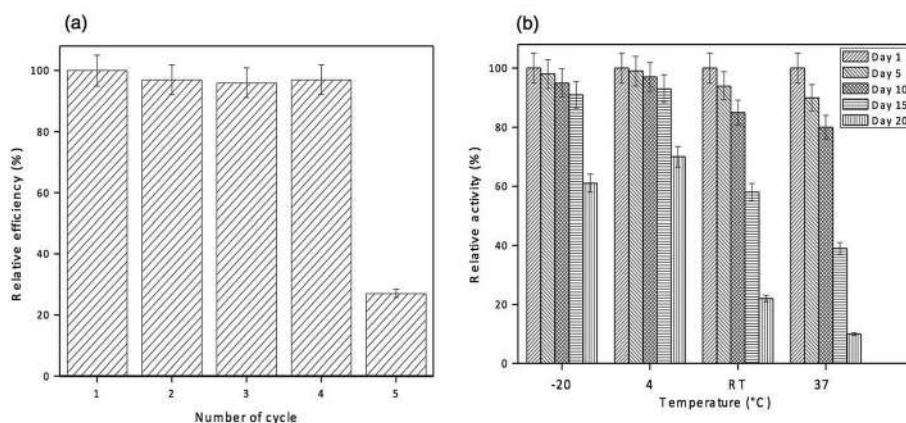 (a)
Relative efficiency (%)
100
80
60
40
20
0
1 2 3 4 5
Number of cycle
(b)
Relative activity (%)
100
80
60
40
20
0
Day 1
Day 5
Day 10
Day 15
Day 20
-20 4 RT 37
Temperature (°C)